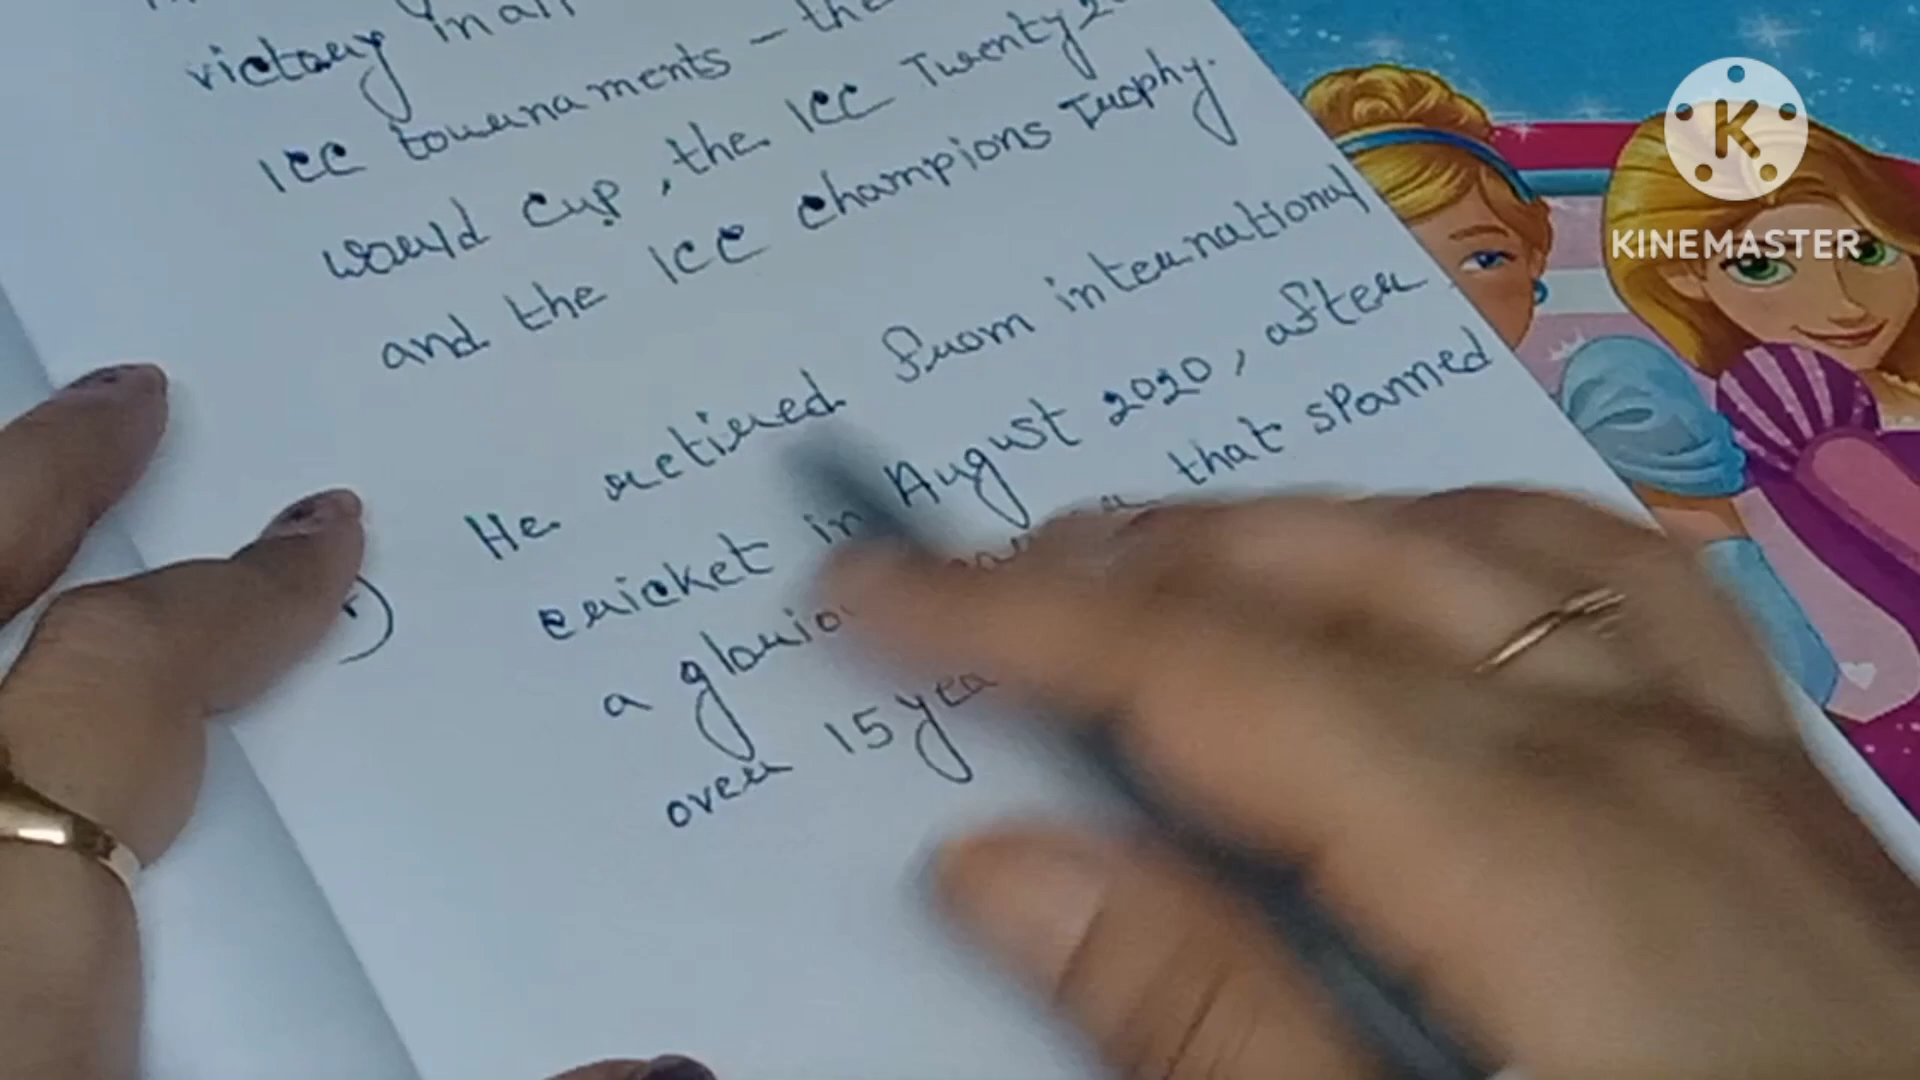 victory in all
ICC tournaments - the
world cup, the ICC Twenty 20
and the ICC Champions Trophy.
He retired from international
cricket in August 2020, after
a that spanned
over 15
KINEMASTER